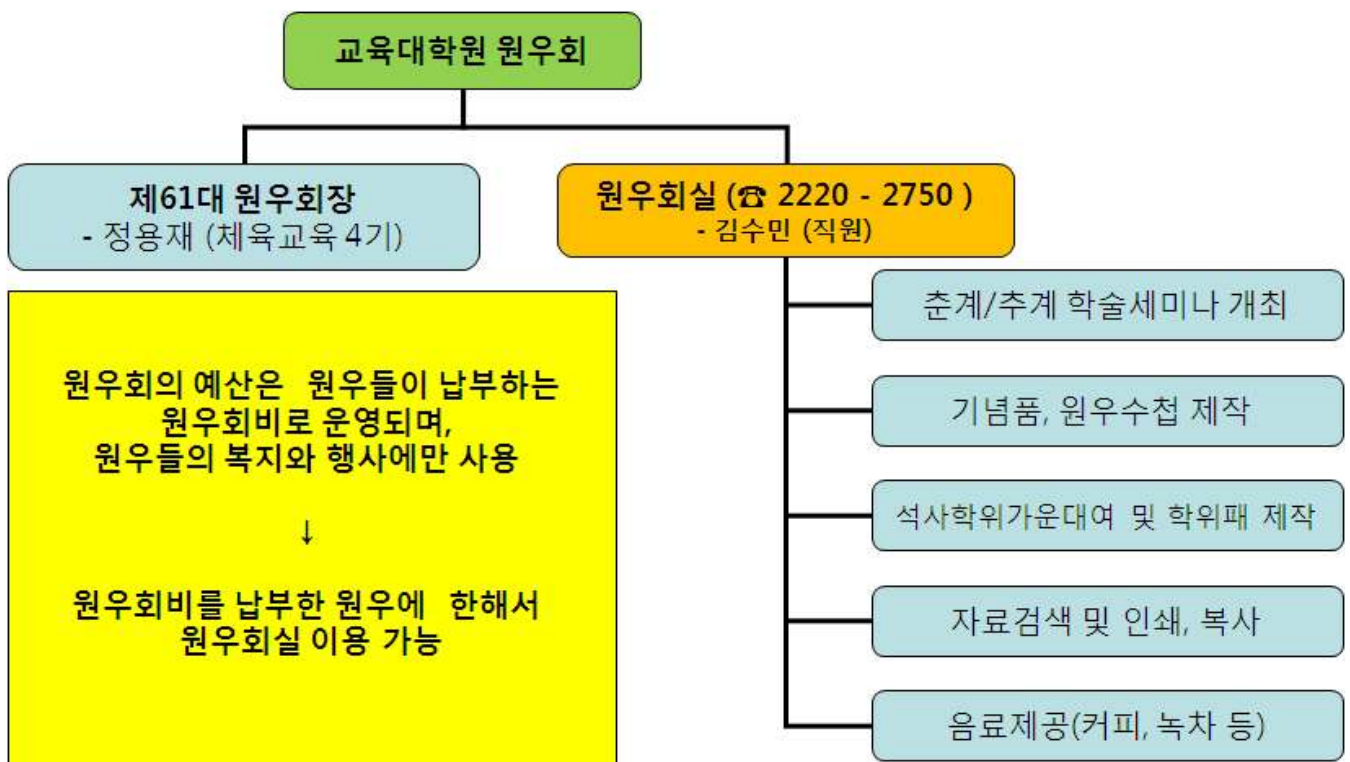 교육대학원 원우회
제61대 원우회장
- 정용재 (체육교육 4기)
원우회실 (☎ 2220 - 2750 )
- 김수민 (직원)
원우회의 예산은 원우들이 납부하는
원우회비로 운영되며,
원우들의 복지와 행사에만 사용
↓
원우회비를 납부한 원우에 한해서
원우회실 이용 가능
춘계/추계 학술세미나 개최
기념품, 원우수첩 제작
석사학위가운대여 및 학위패 제작
자료검색 및 인쇄, 복사
음료제공(커피, 녹차 등)